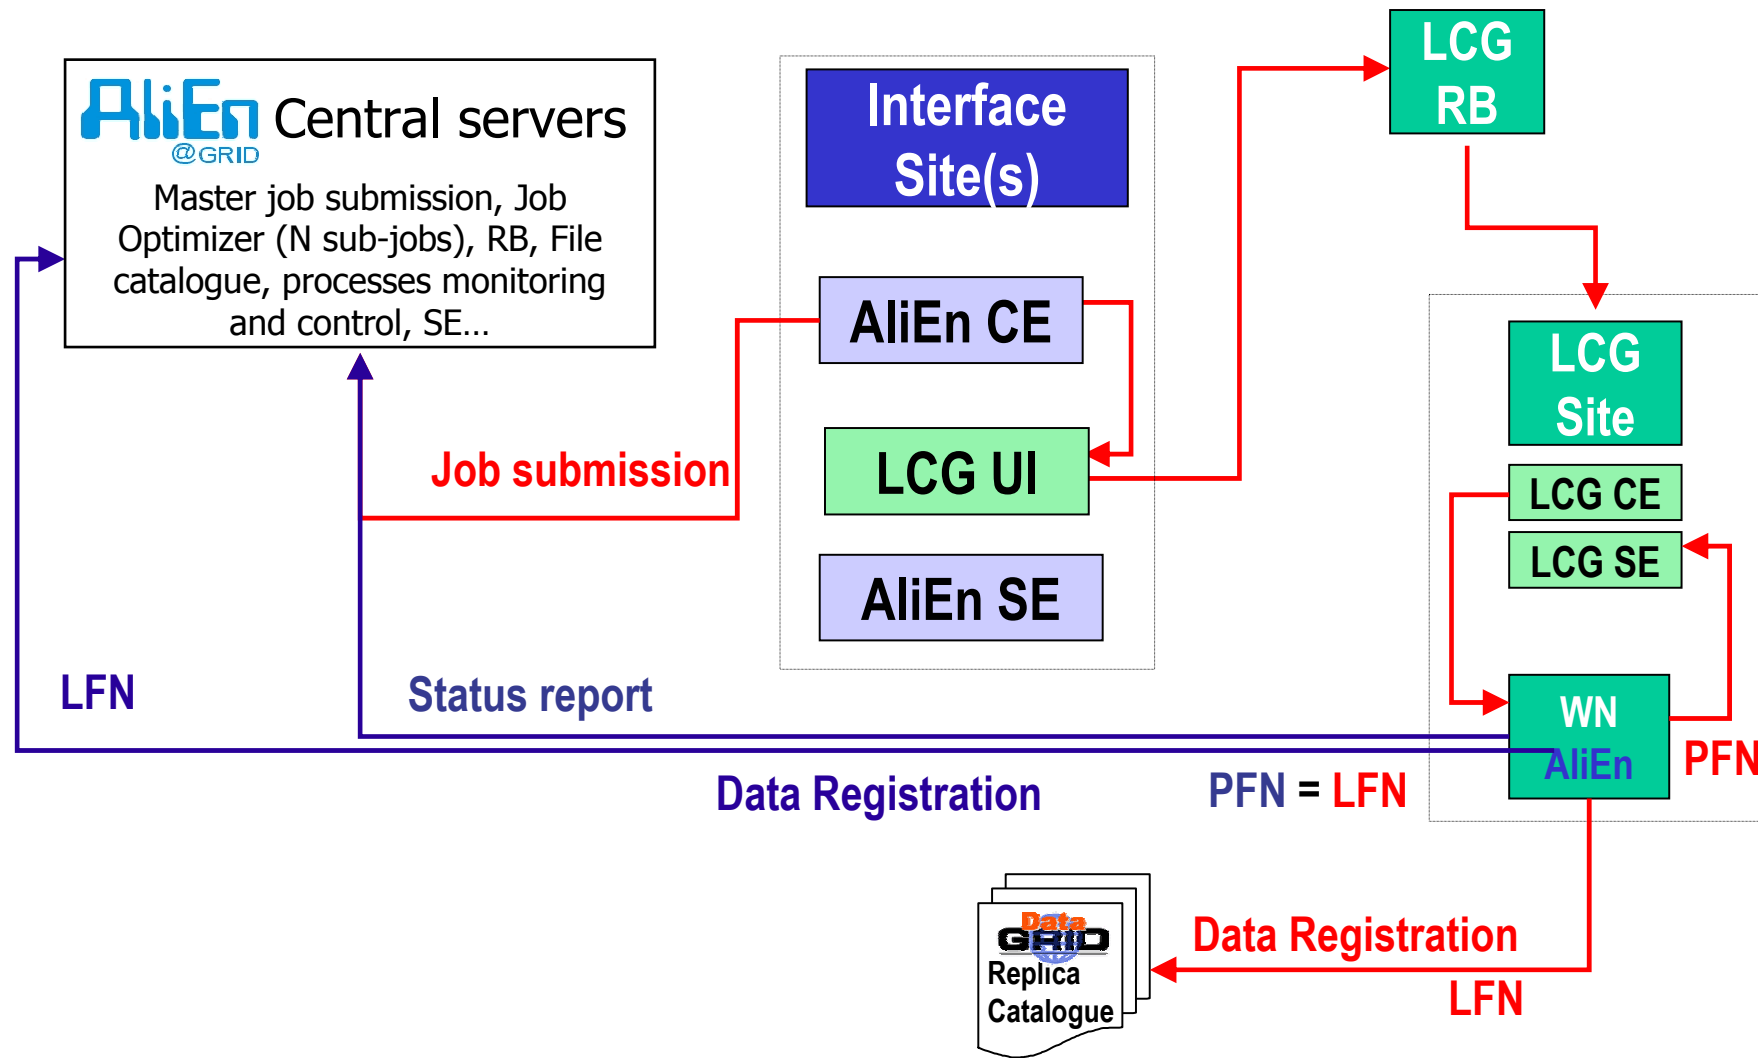 AliEn Central servers
@GRID
Master job submission, Job
Optimizer (N sub-jobs), RB, File
catalogue, processes monitoring
and control, SE...
Interface
Site(s)
AliEn CE
LCG UI
AliEn SE
LCG
RB
LCG
Site
LCG CE
LCG SE
WN
AliEn
PFN
Job submission
LFN
Status report
Data Registration
PFN = LFN
Data
GRID
Replica
Catalogue
Data Registration
LFN